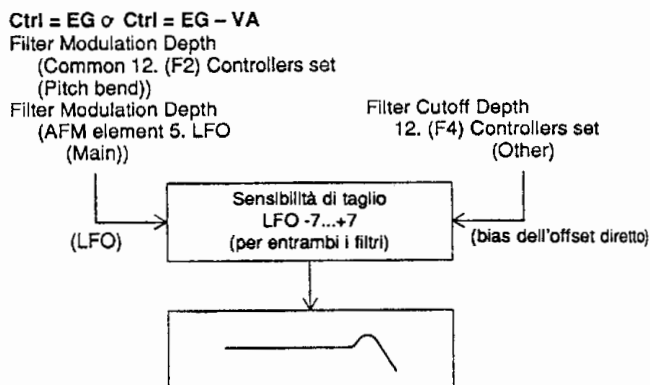 Ctrl = EG o Ctrl = EG – VA
Filter Modulation Depth
(Common 12. (F2) Controllers set
(Pitch bend))
Filter Modulation Depth
(AFM element 5. LFO
(Main))
Filter Cutoff Depth
12. (F4) Controllers set
(Other)
Sensibilità di taglio
LFO -7...+7
(per entrambi i filtri)
(LFO)
(bias dell'offset diretto)